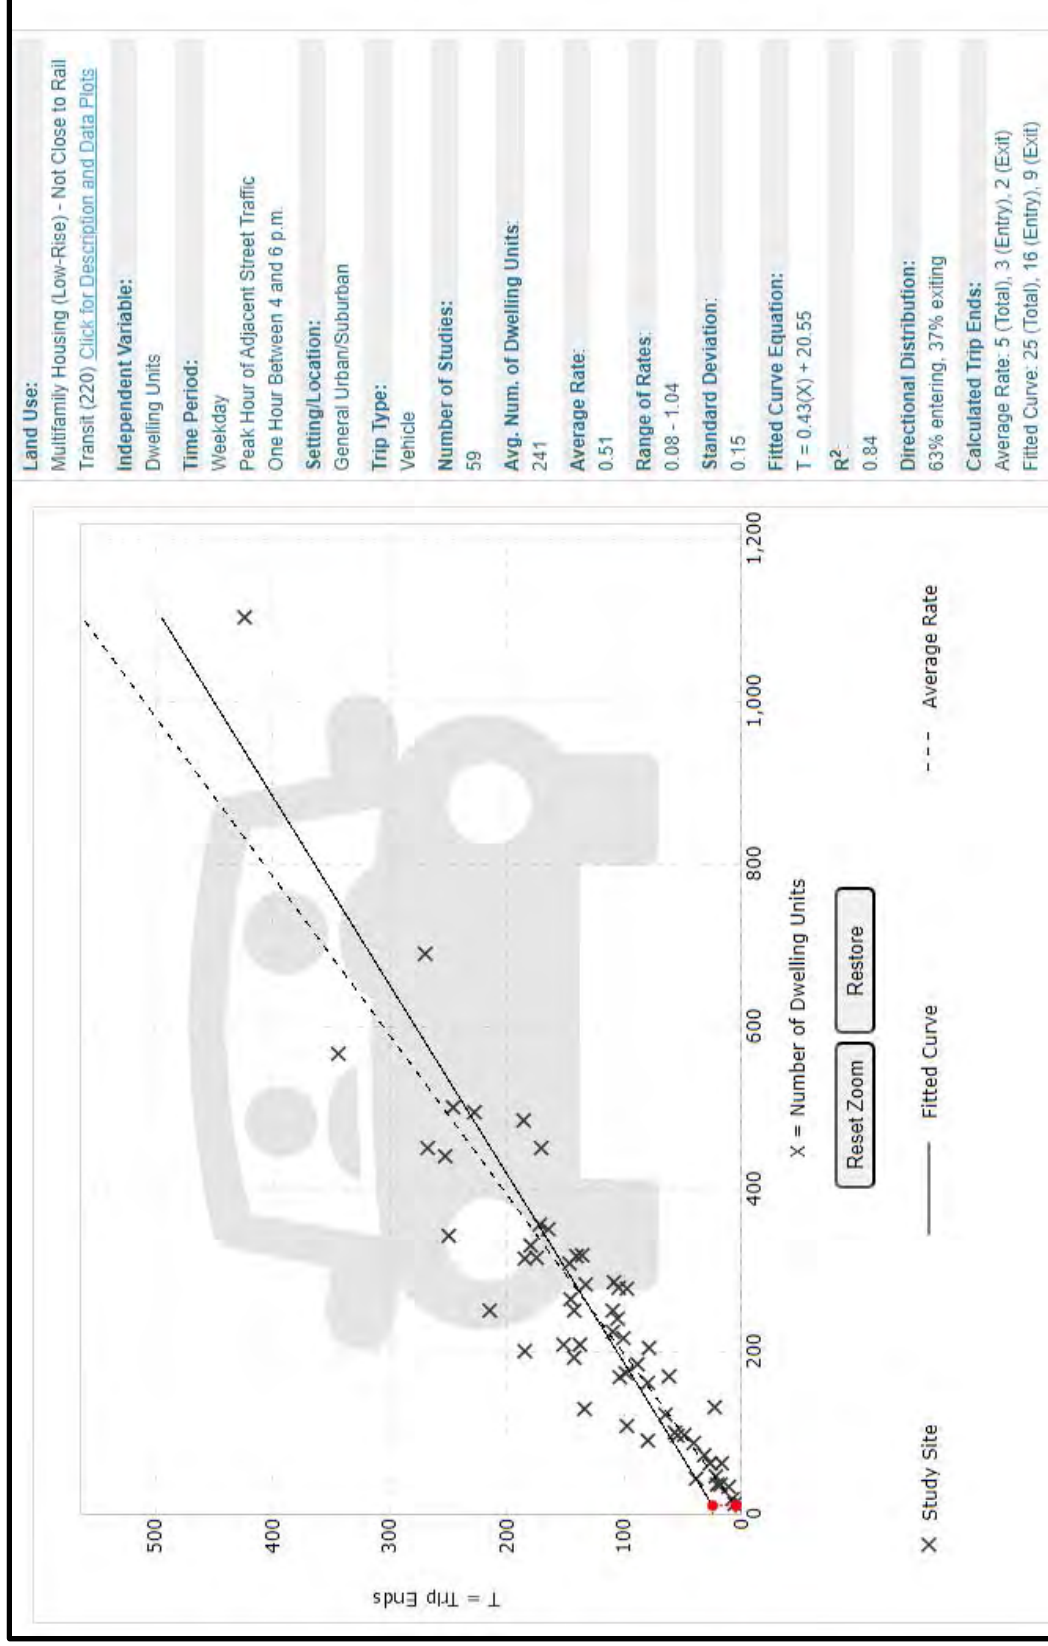 Land Use:
Multifamily Housing (Low-Rise) - Not Close to Rail
Transit (220) Click for Description and Data Plots
Independent Variable:
Dwelling Units
Time Period:
Weekday
Peak Hour of Adjacent Street Traffic
One Hour Between 4 and 6 p.m.
Setting/Location:
General Urban/Suburban
Trip Type:
Vehicle
Number of Studies:
59
Avg. Num. of Dwelling Units:
241
Average Rate:
0.51
Range of Rates:
0.08 - 1.04
Standard Deviation:
0.15
Fitted Curve Equation:
T = 0.43(X) + 20.55
R²:
0.84
Directional Distribution:
63% entering, 37% exiting
Calculated Trip Ends:
Average Rate: 5 (Total), 3 (Entry), 2 (Exit)
Fitted Curve: 25 (Total), 16 (Entry), 9 (Exit)
T = Trip Ends
500
400
300
200
100
0
0
200
400
600
800
1,000
1,200
X = Number of Dwelling Units
Reset Zoom
Restore
Study Site
Fitted Curve
Average Rate